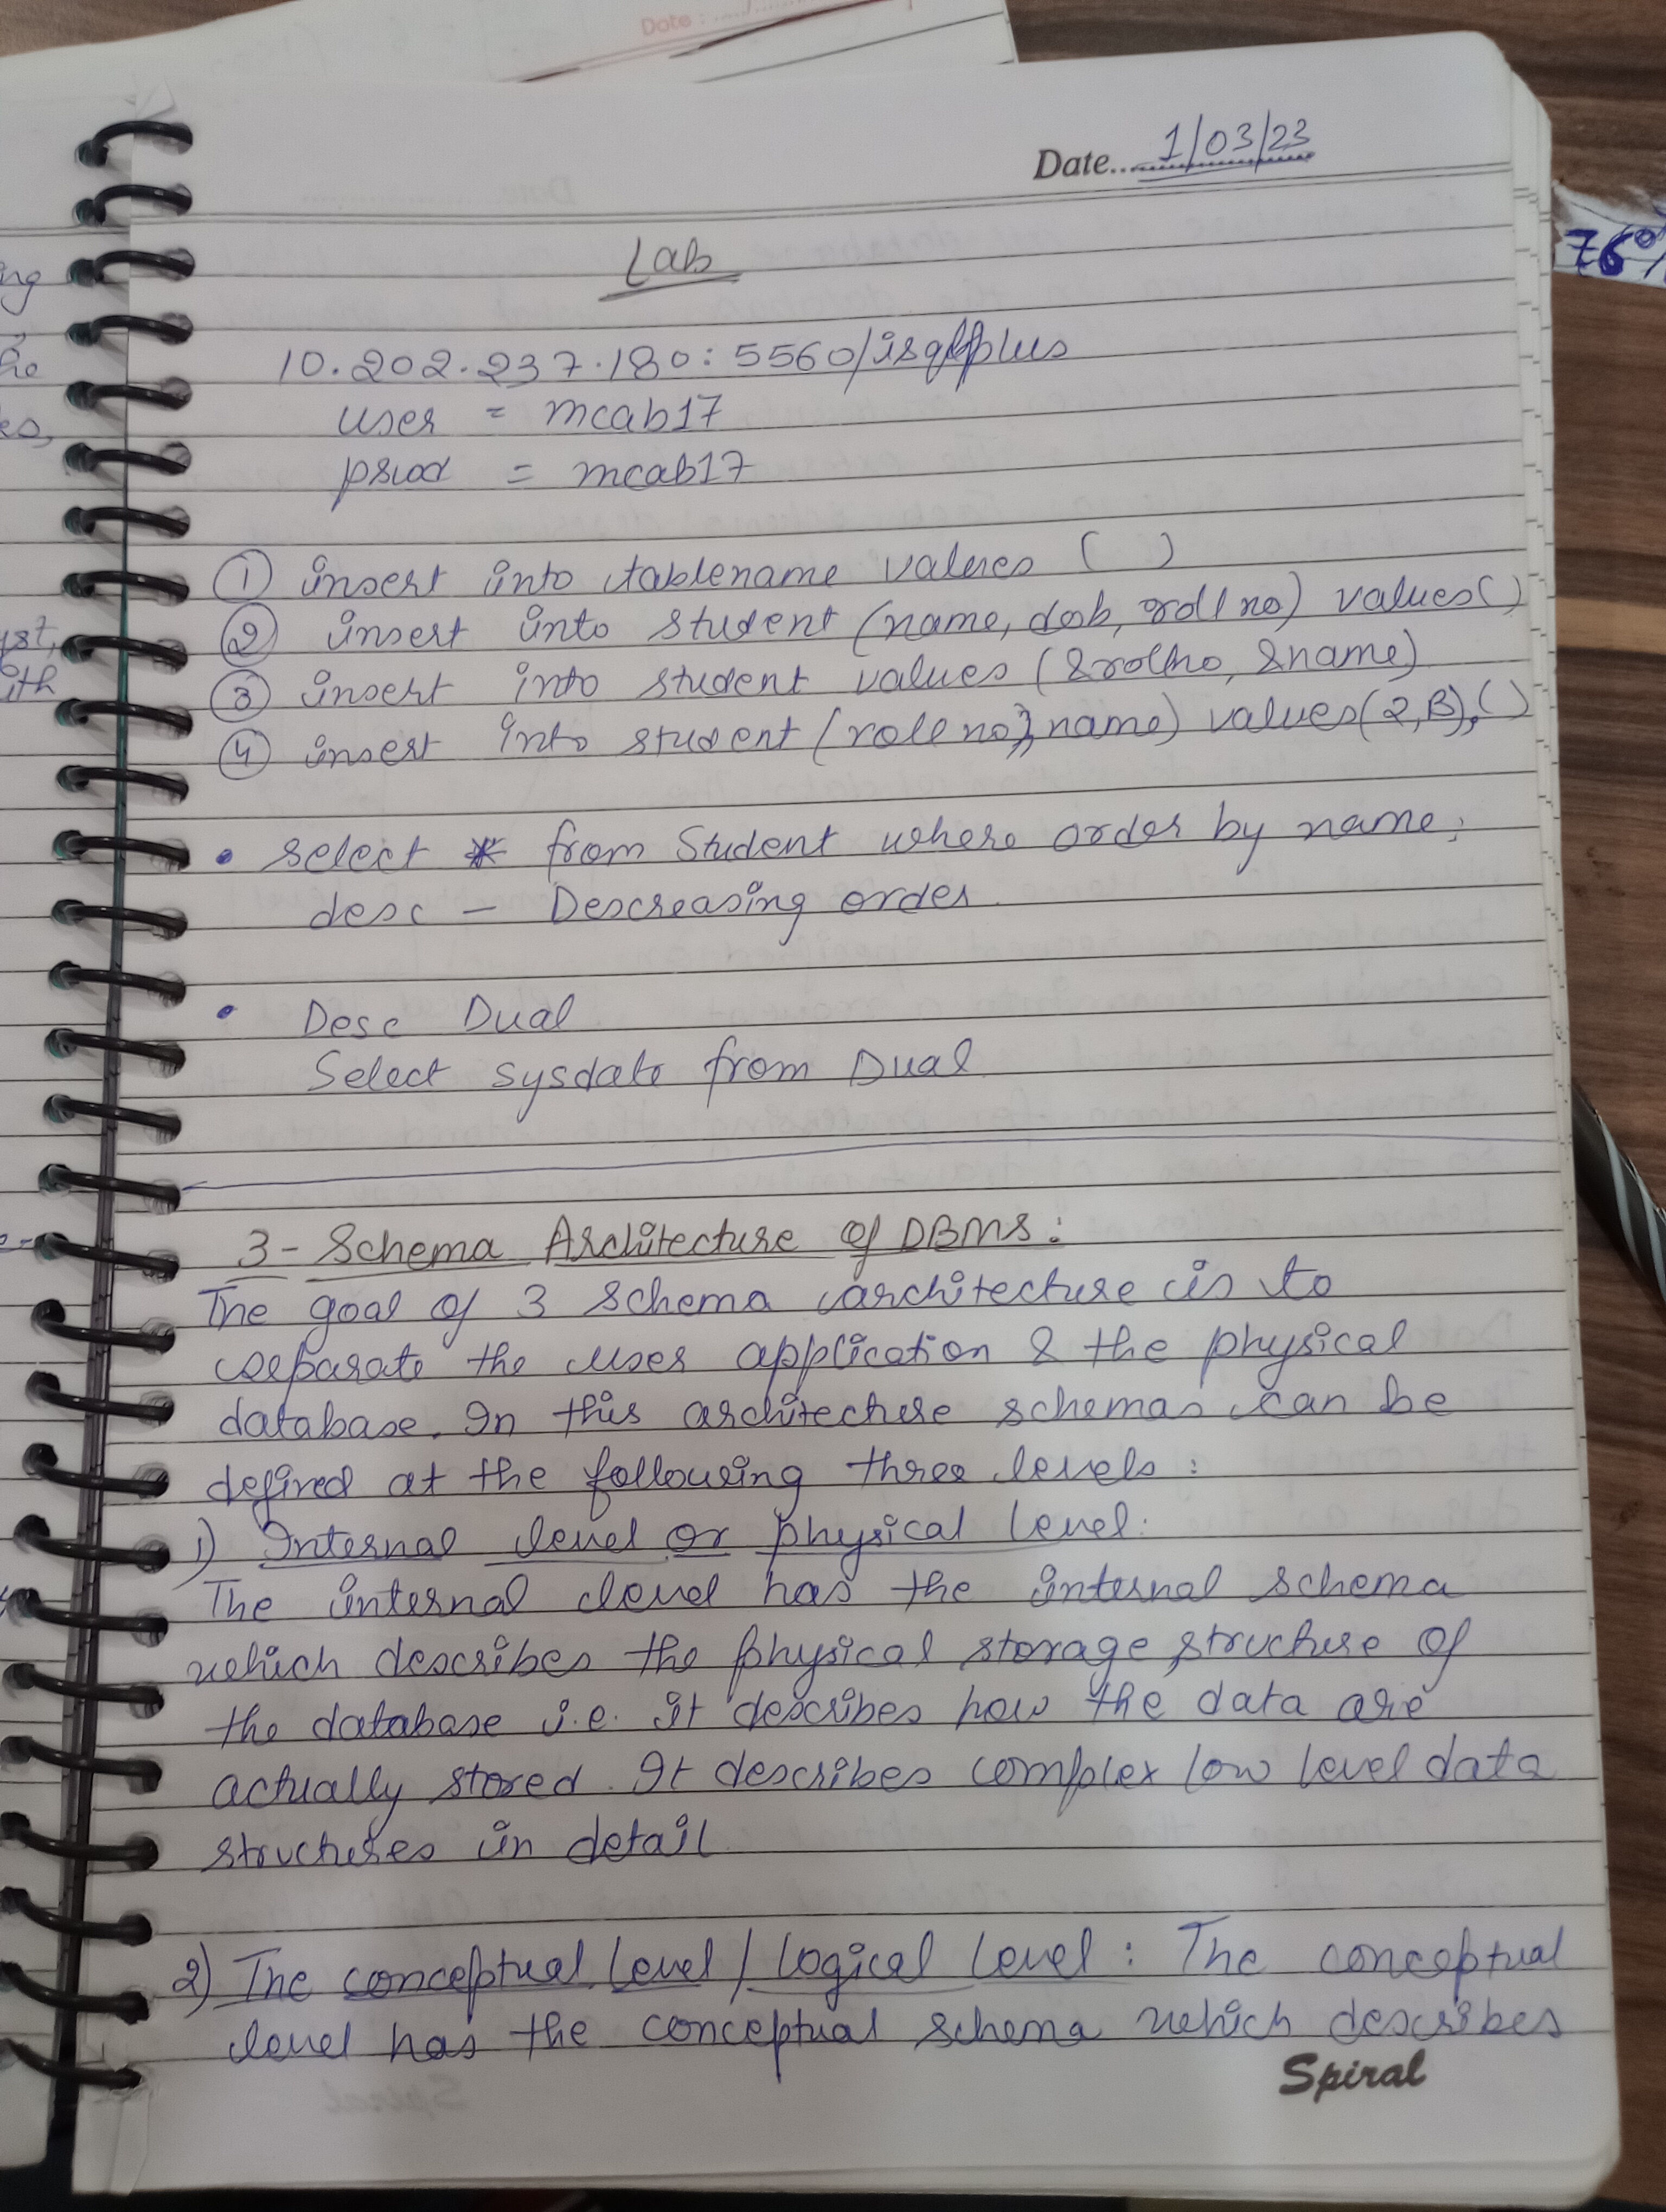 Date :
Date... 1/03/23
76%
Lab
10.202.237.180:5560/isqlplus
user = mcab17
pswd = mcab17
① insert into tablename values ( )
② insert into student (name, dob, roll no) values()
③ insert into student values (&rollno, &name)
④ insert into student (roll no, name) values(2,B),()
• select * from Student where order by name;
desc - Descreasing order.
• Desc Dual
Select sysdate from Dual
3-Schema Architecture of DBMS:
The goal of 3 schema architecture is to
separate the user application & the physical
database. In this architecture schemas can be
defined at the following three levels:
1) Internal level or physical level:
The internal level has the internal schema
which describes the physical storage structure of
the database i.e. it describes how the data are
actually stored. It describes complex low level data
structures in detail.
2) The conceptual level / Logical level : The conceptual
level has the conceptual schema which describes
Spiral